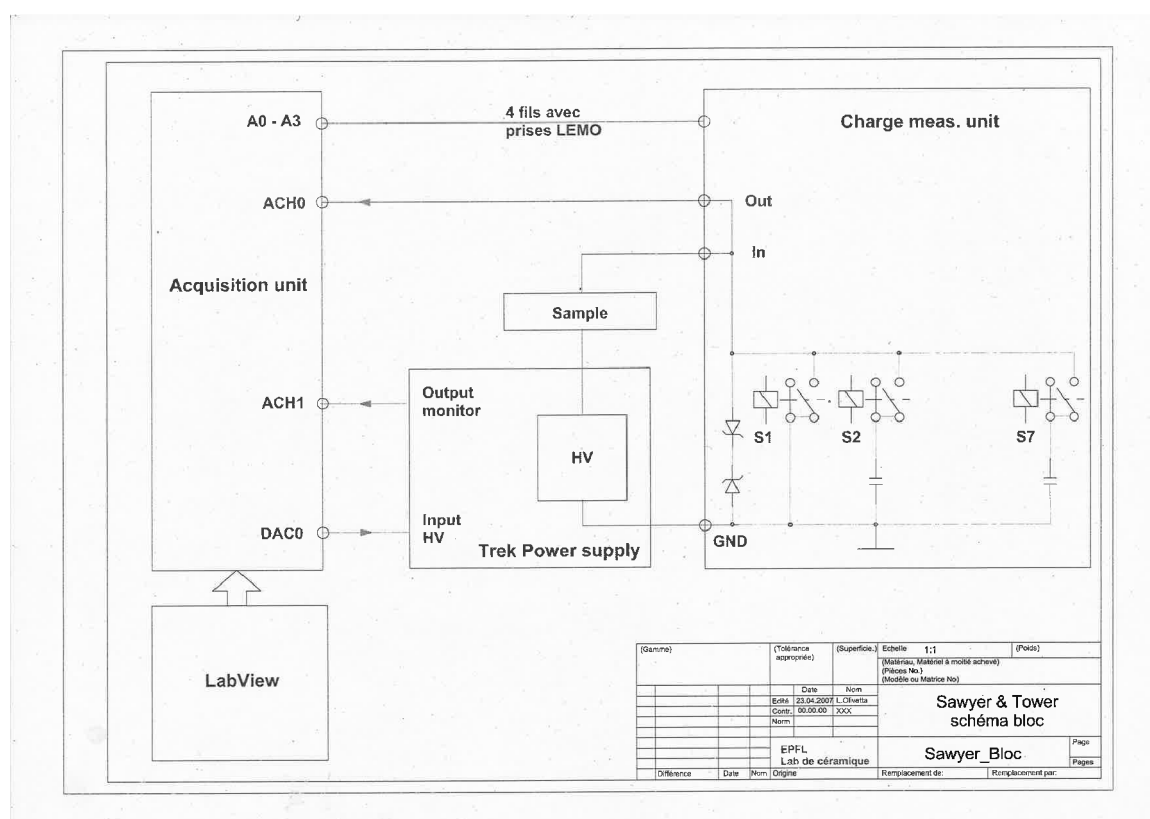 A0 - A3
4 fils avec
prises LEMO
Charge meas. unit
ACH0
Out
In
Acquisition unit
Sample
ACH1
Output
monitor
HV
S1
S2
S7
DAC0
Input
HV
Trek Power supply
GND
LabView
(Gamme)
(Tolérance
appropriée)
(Superficie.)
Echelle 1:1
(Poids)
(Matériau, Matériel à moitié achevé)
(Pièces No.)
(Modèle ou Matrice No)
Date Nom
Edité 23.04.2007 L.Olivetta
Contr. 00.00.00 XXX
Norm
Sawyer & Tower
schéma bloc
EPFL
Lab de céramique
Sawyer_Bloc
Page
Pages
Différence Date Nom Origine
Remplacement de: Remplacement par: